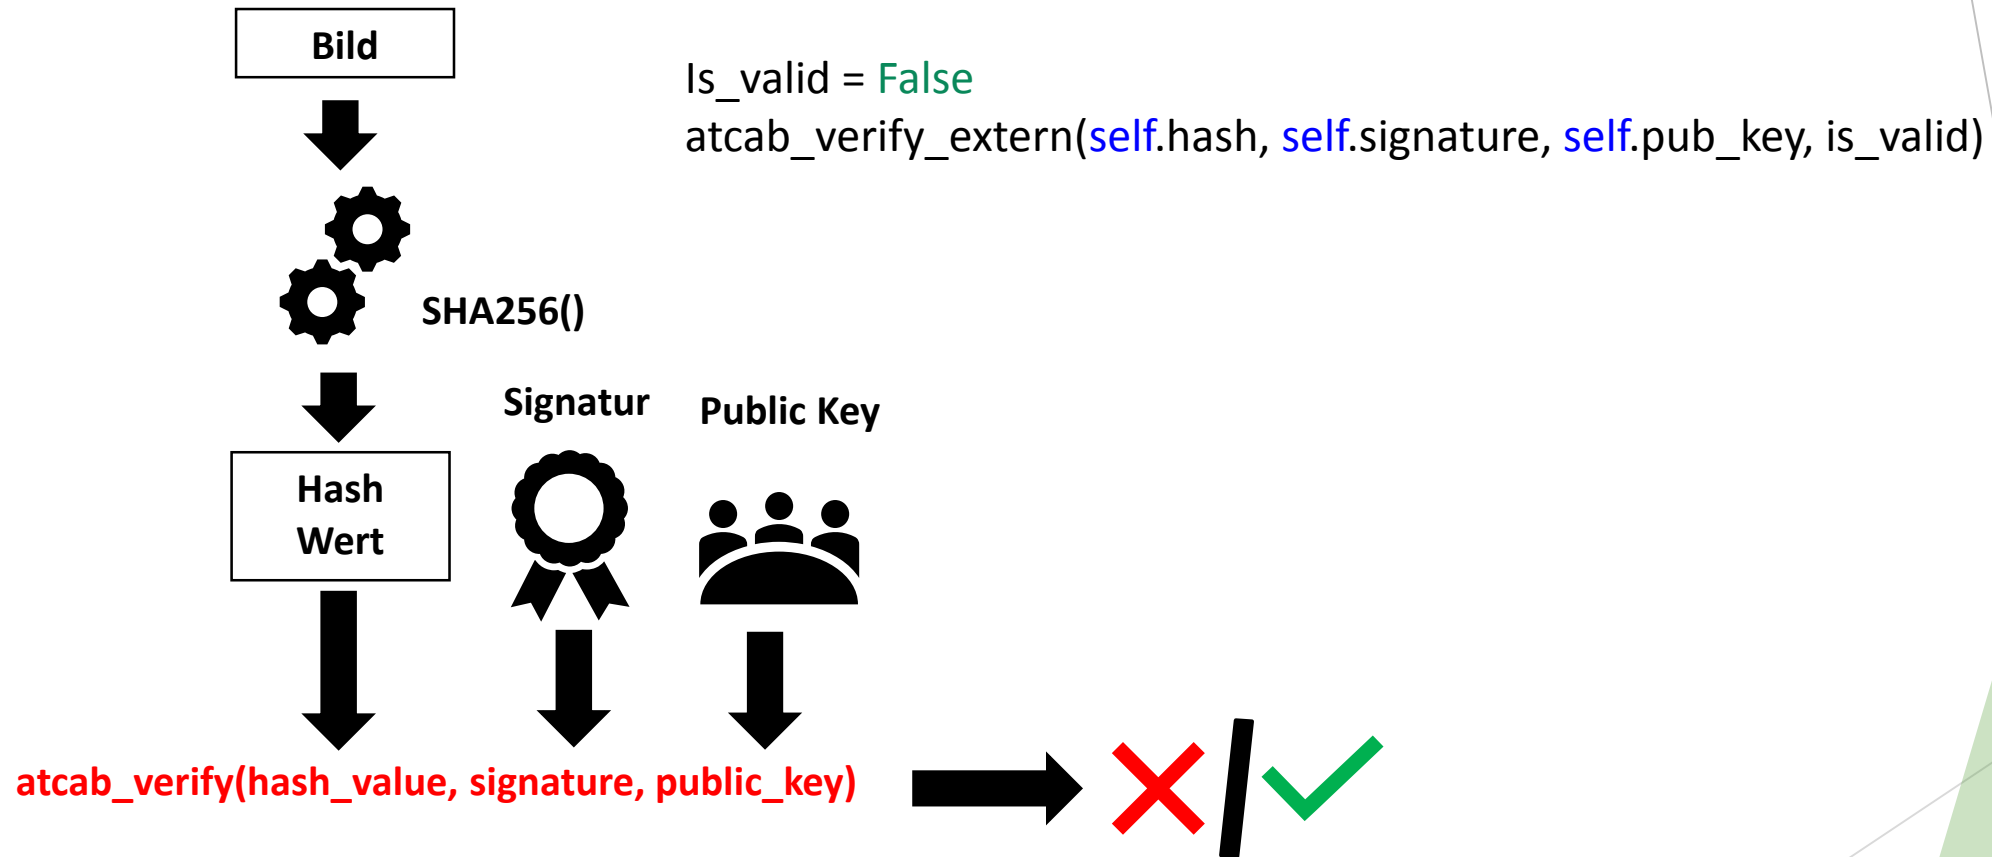 Bild
Is_valid = False
atcab_verify_extern(self.hash, self.signature, self.pub_key, is_valid)
SHA256()
Signatur
Public Key
Hash
Wert
atcab_verify(hash_value, signature, public_key)